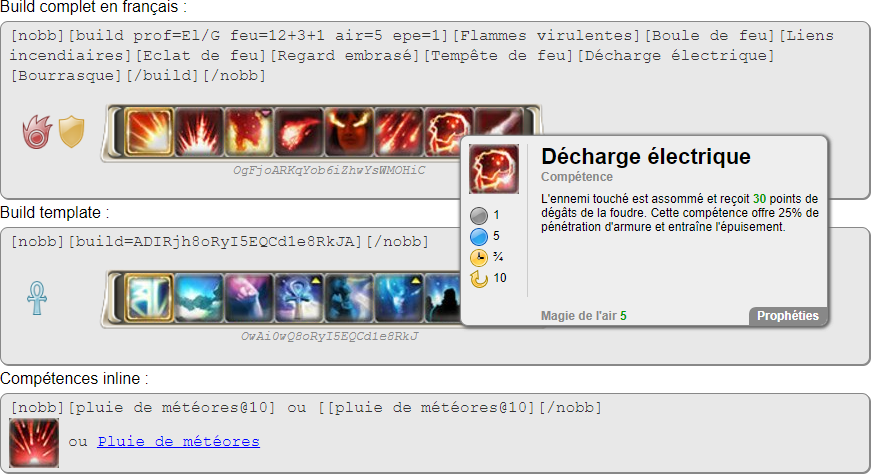 Build complet en français :
[nobb][build prof=El/G feu=12+3+1 air=5 epe=1][Flammes virulentes][Boule de feu][Liens
incendiaires][Eclat de feu][Regard embrasé][Tempête de feu][Décharge électrique]
[Bourrasque][/build][/nobb]
OgFjoARKqYob6iZhwYsWMOHiC
Décharge électrique
Compétence
L'ennemi touché est assommé et reçoit 30 points de
dégâts de la foudre. Cette compétence offre 25% de
pénétration d'armure et entraîne l'épuisement.
1
5
¾
10
Magie de l'air 5
Prophéties
Build template :
[nobb][build=ADIRjh8oRyI5EQCd1e8RkJA][/nobb]
OwAi0wQ8oRyI5EQCd1e8RkJ
Compétences inline :
[nobb][pluie de météores@10] ou [[pluie de météores@10][/nobb]
ou Pluie de météores